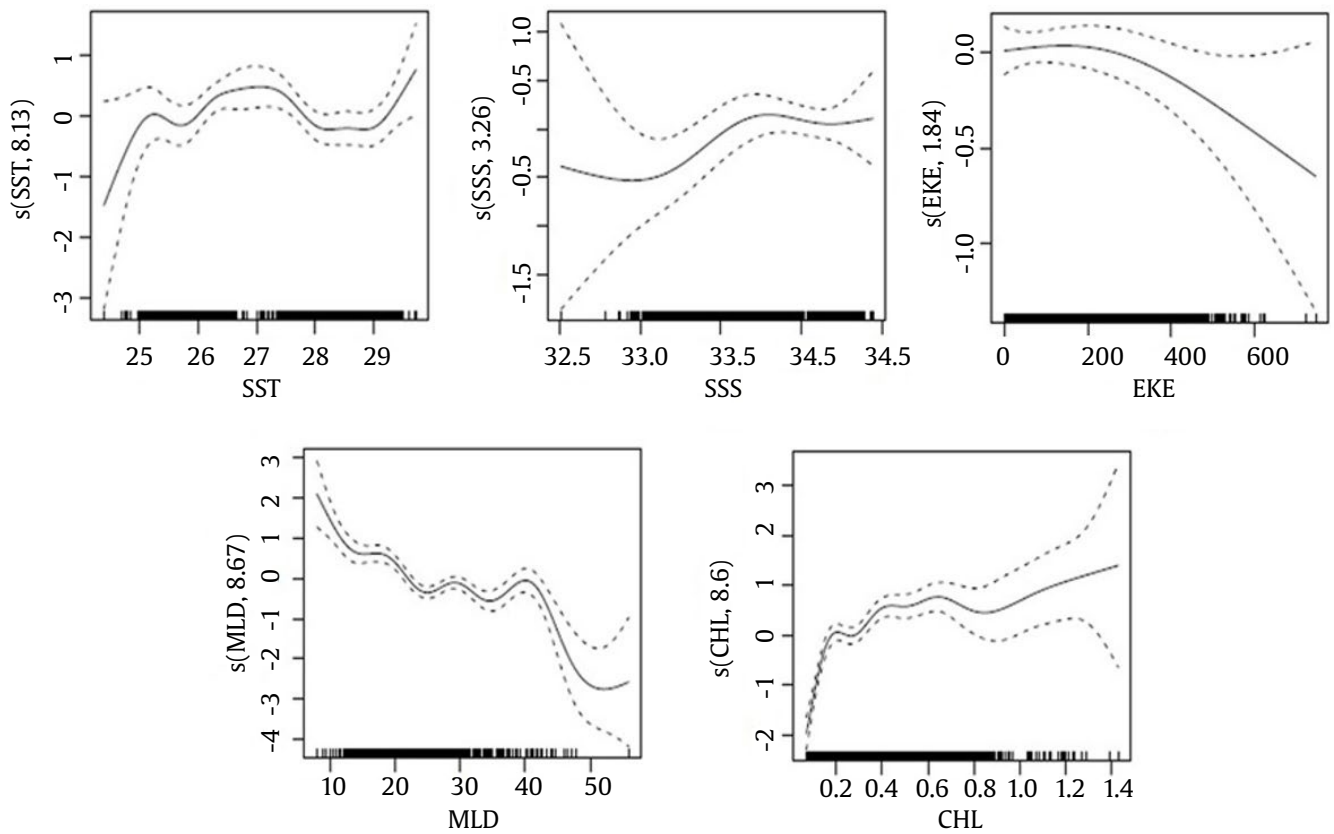 s(SST, 8.13)
1
0
-1
-2
-3
25 26 27 28 29
SST
s(SSS, 3.26)
1.0
-0.5
-0.5
-1.5
32.5 33.0 33.5 34.5 34.5
SSS
s(EKE, 1.84)
0.0
-0.5
-1.0
0 200 400 600
EKE
s(MLD, 8.67)
3
2
1
0
-1
-2
-3
-4
10 20 30 40 50
MLD
s(CHL, 8.6)
3
2
1
0
-1
-2
0.2 0.4 0.6 0.8 1.0 1.2 1.4
CHL